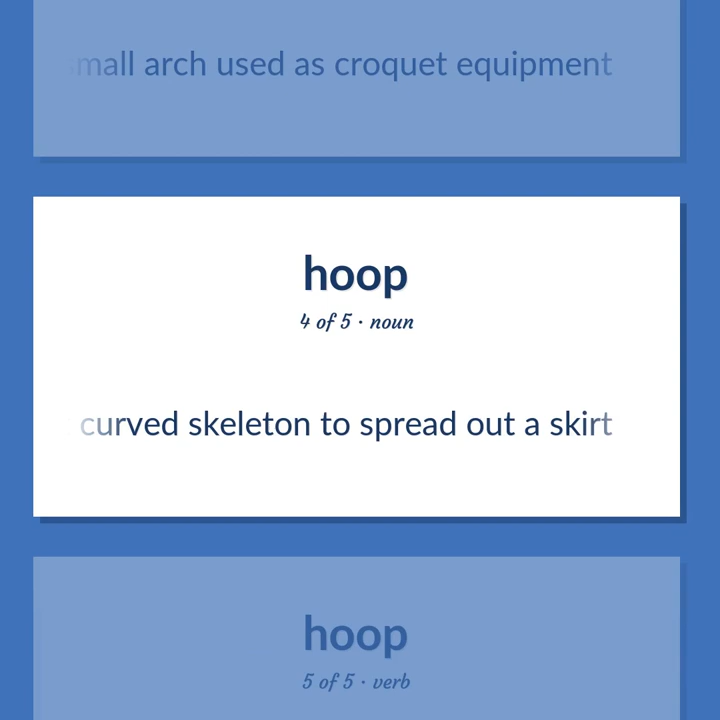 small arch used as croquet equipment
hoop
4 of 5 · noun
curved skeleton to spread out a skirt
hoop
5 of 5 · verb